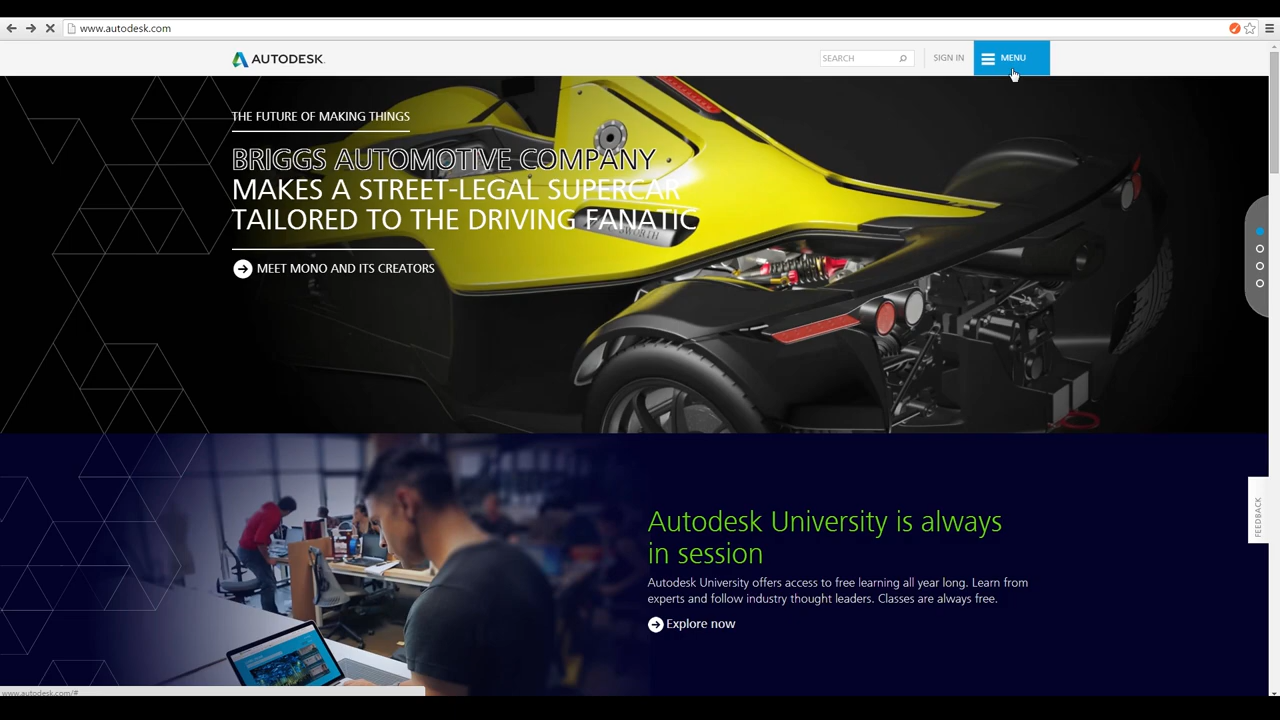 www.autodesk.com
AUTODESK
SEARCH
SIGN IN
MENU
THE FUTURE OF MAKING THINGS
BRIGGS AUTOMOTIVE COMPANY
MAKES A STREET-LEGAL SUPERCAR
TAILORED TO THE DRIVING FANATIC
MEET MONO AND ITS CREATORS
FEEDBACK
Autodesk University is always
in session
Autodesk University offers access to free learning all year long. Learn from
experts and follow industry thought leaders. Classes are always free.
Explore now
www.autodesk.com/#